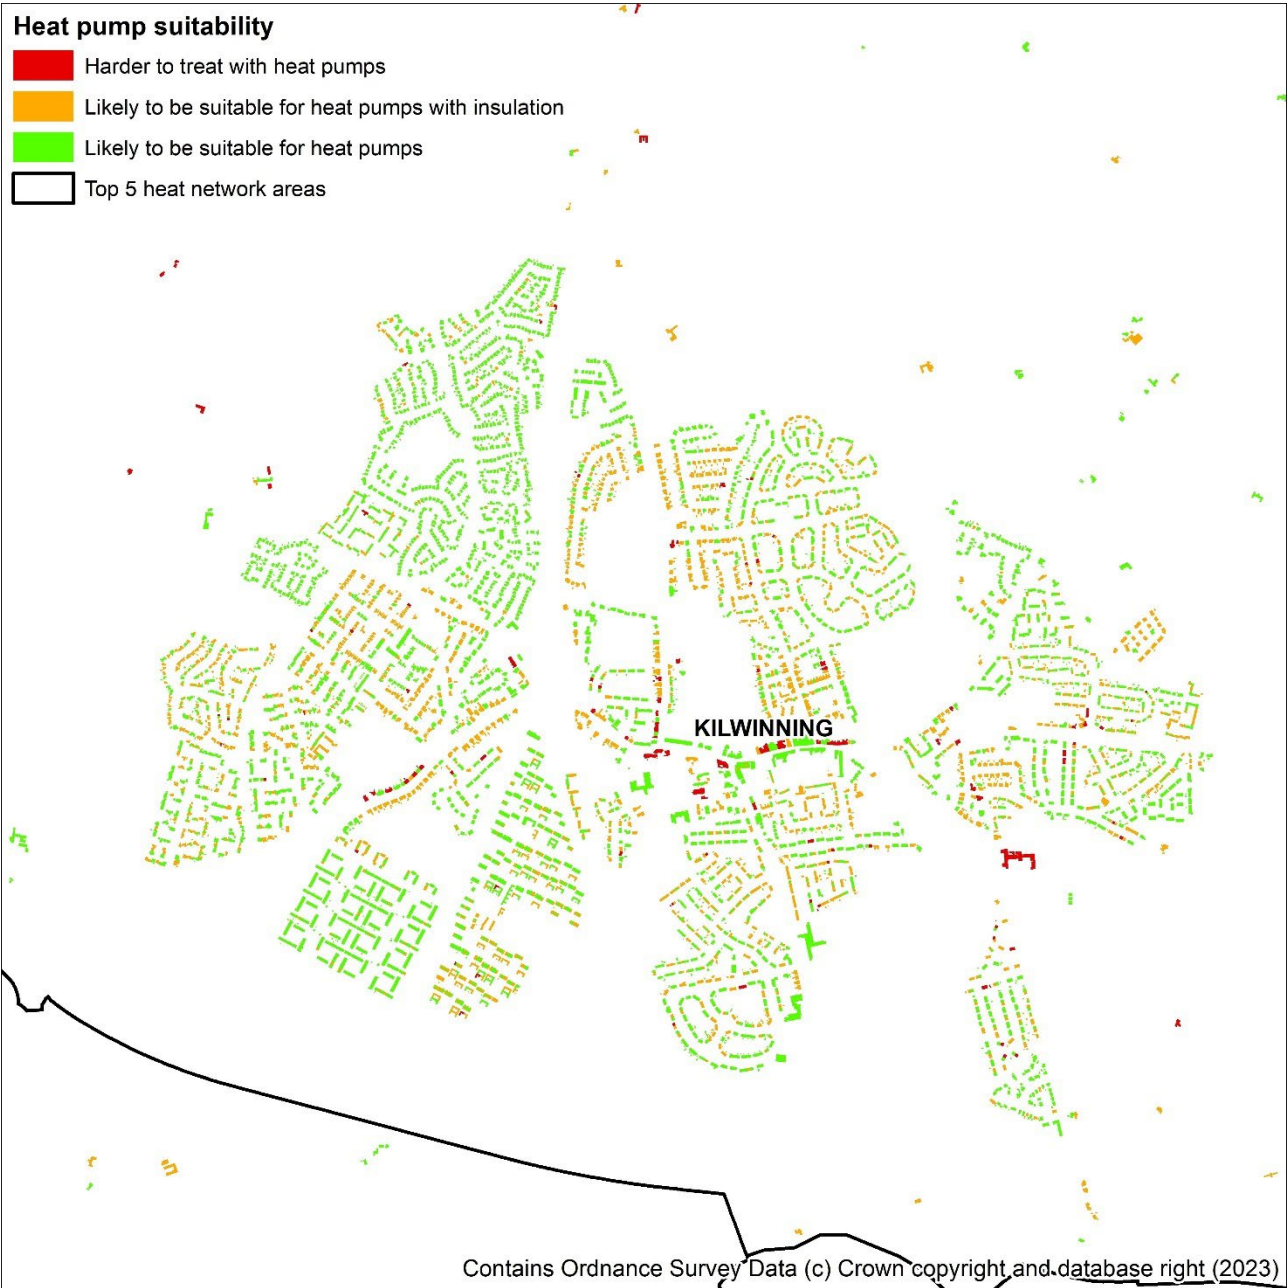 Heat pump suitability
Harder to treat with heat pumps
Likely to be suitable for heat pumps with insulation
Likely to be suitable for heat pumps
Top 5 heat network areas
KILWINNING
Contains Ordnance Survey Data (c) Crown copyright and database right (2023)